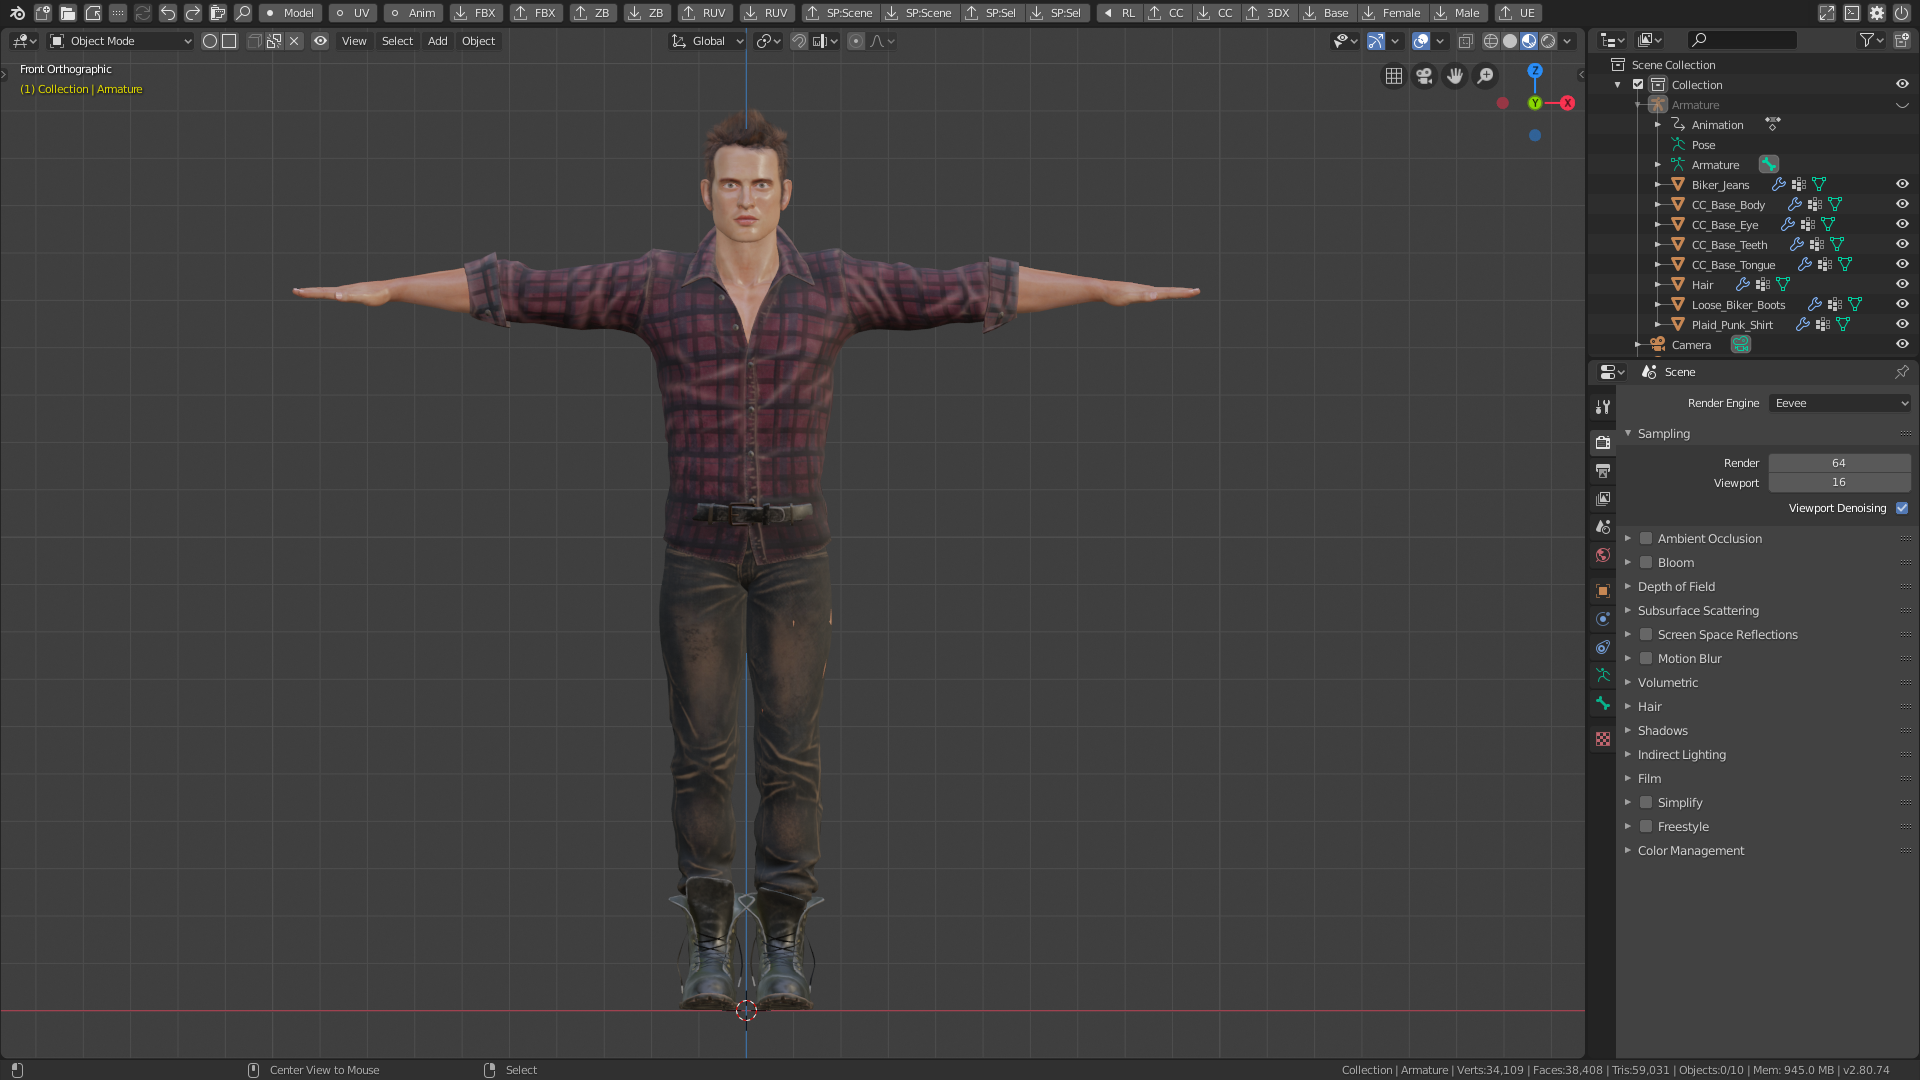 Model UV Anim FBX FBX ZB ZB RUV RUV SP:Scene SP:Scene SP:Sel SP:Sel RL CC CC 3DX Base Female Male UE
Object Mode View Select Add Object Global
Front Orthographic
(1) Collection | Armature
Z
Y X
Scene Collection
Collection
Armature
Animation
Pose
Armature
Biker_Jeans
CC_Base_Body
CC_Base_Eye
CC_Base_Teeth
CC_Base_Tongue
Hair
Loose_Biker_Boots
Plaid_Punk_Shirt
Camera
Scene
Render Engine Eevee
Sampling
Render 64
Viewport 16
Viewport Denoising
Ambient Occlusion
Bloom
Depth of Field
Subsurface Scattering
Screen Space Reflections
Motion Blur
Volumetric
Hair
Shadows
Indirect Lighting
Film
Simplify
Freestyle
Color Management
Center View to Mouse Select Collection | Armature | Verts:34,109 | Faces:38,408 | Tris:59,031 | Objects:0/10 | Mem: 945.0 MB | v2.80.74